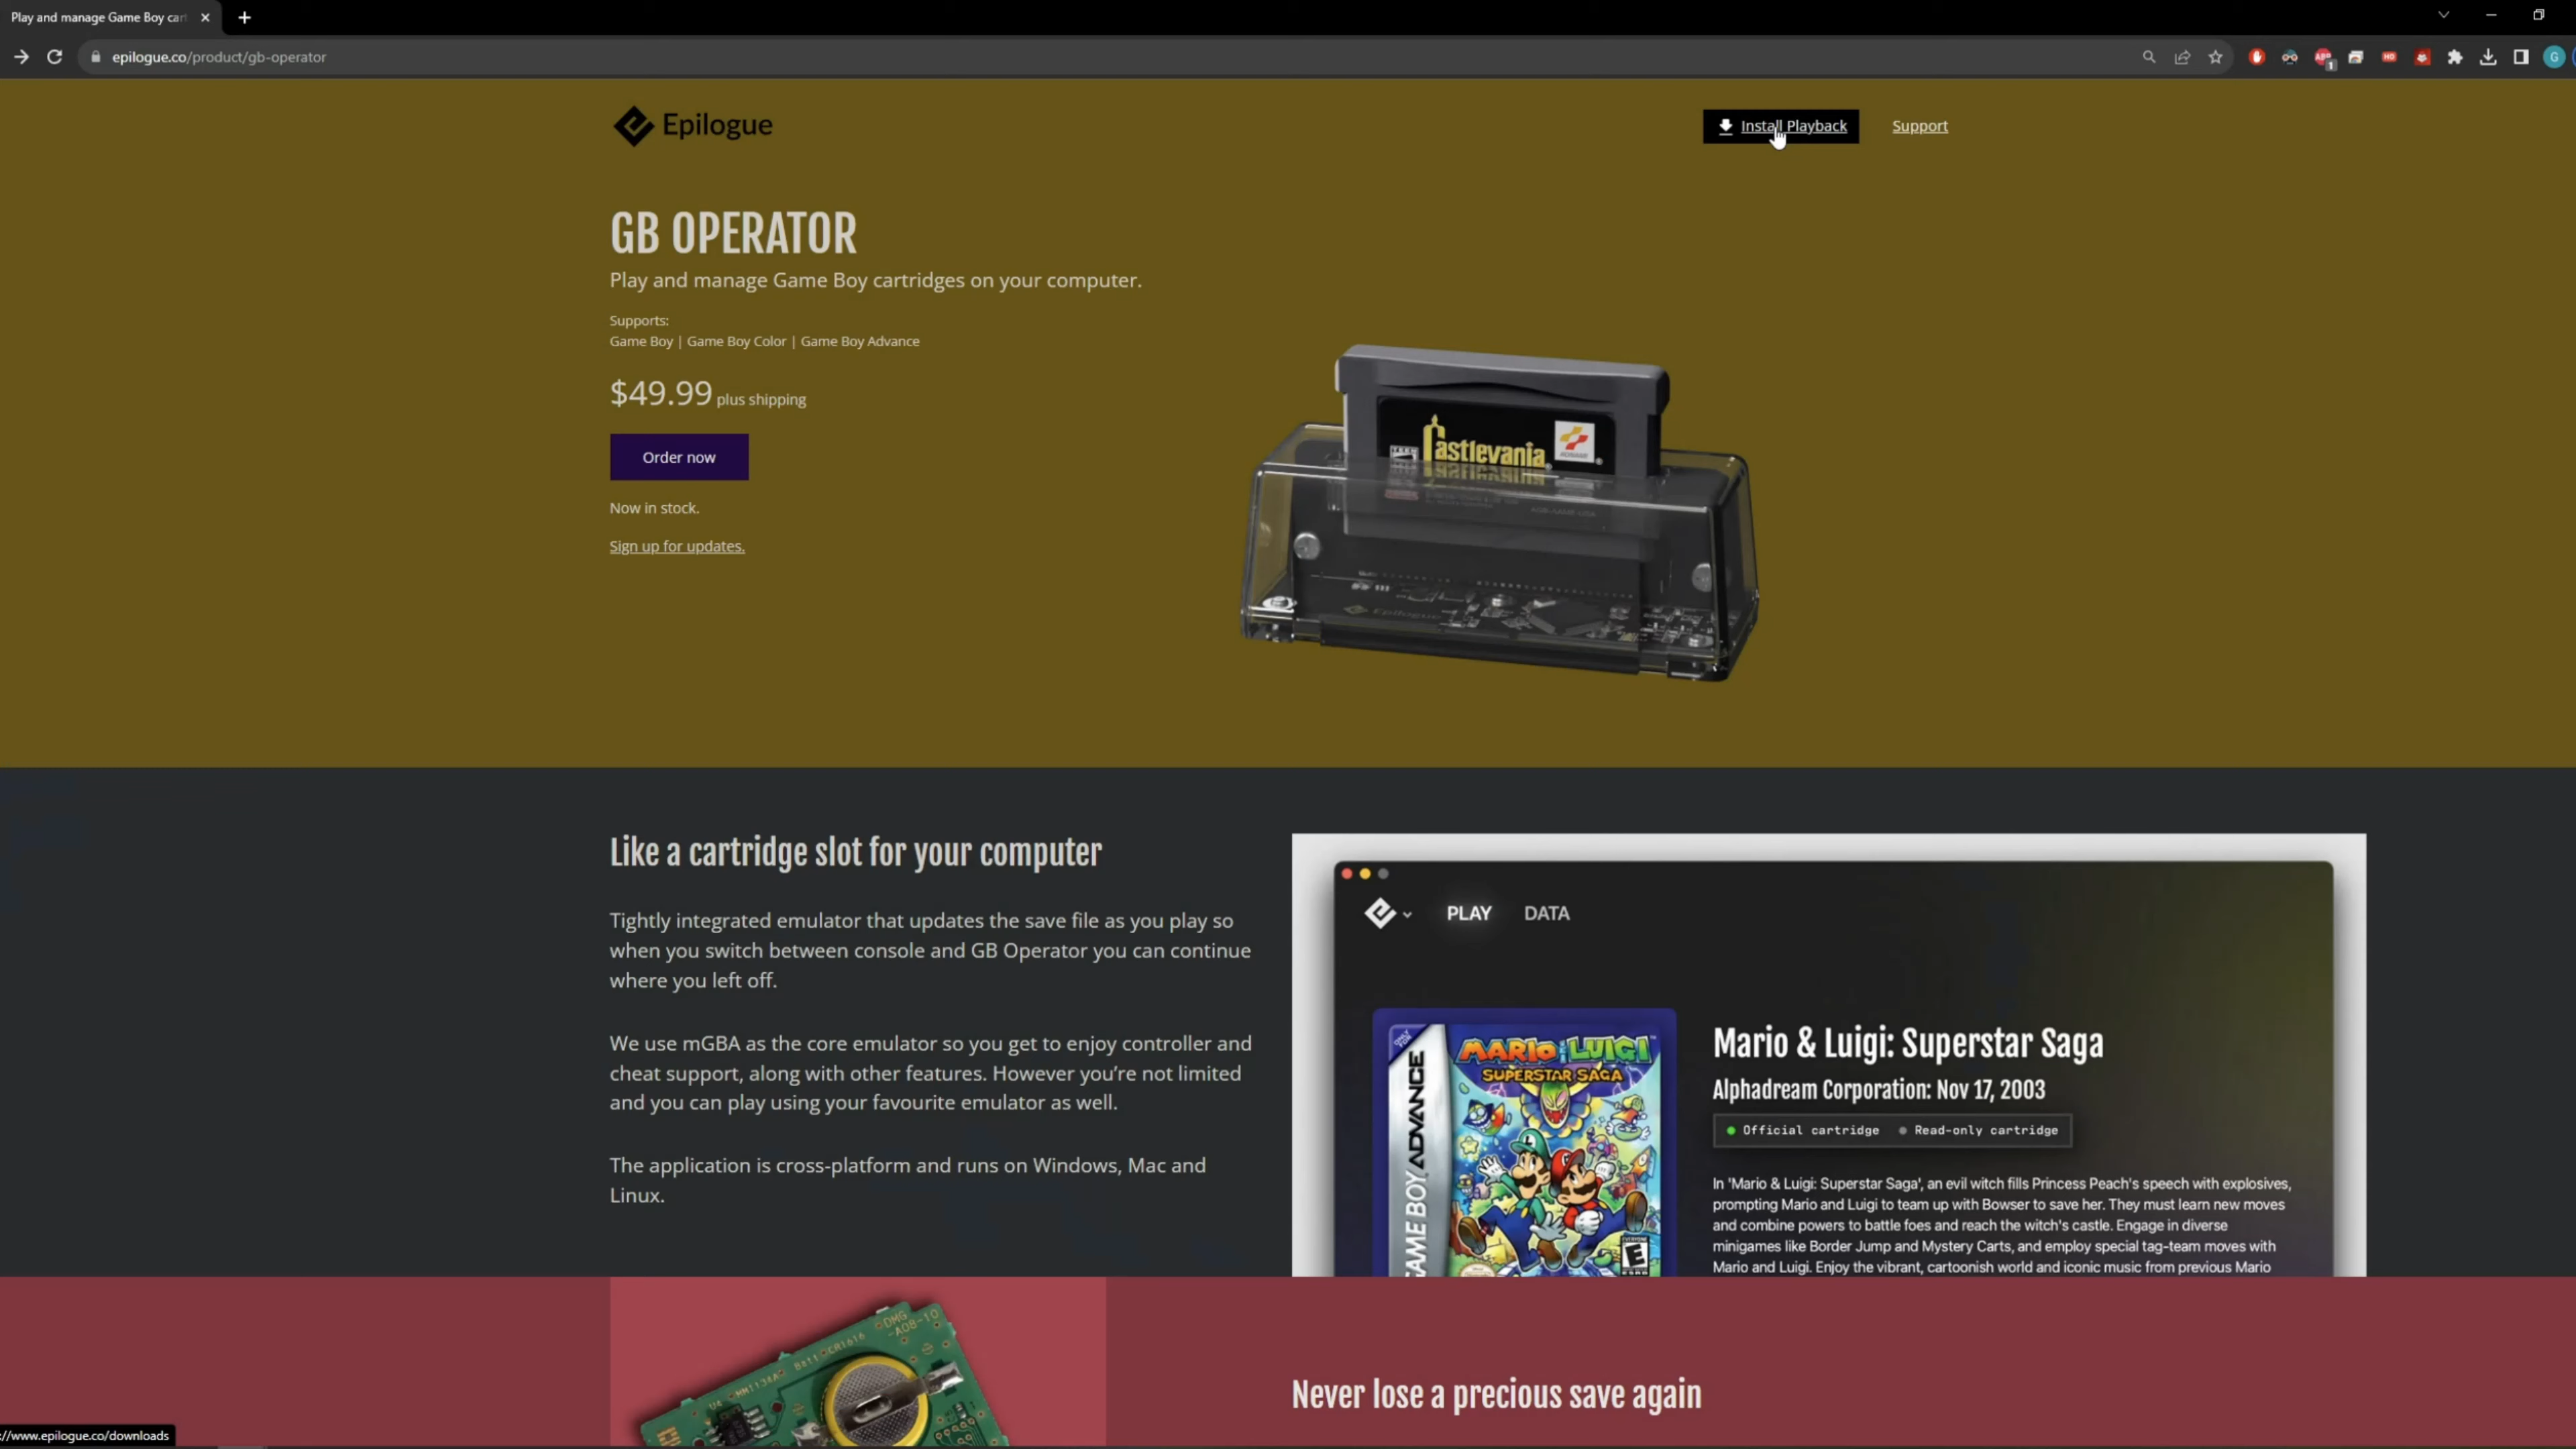 Play and manage Game Boy car
epilogue.co/product/gb-operator
Epilogue
Install Playback
Support
GB OPERATOR
Play and manage Game Boy cartridges on your computer.
Supports:
Game Boy | Game Boy Color | Game Boy Advance
$49.99 plus shipping
Order now
Now in stock.
Sign up for updates.
Castlevania
KONAMI
Epilogue
Like a cartridge slot for your computer
Tightly integrated emulator that updates the save file as you play so
when you switch between console and GB Operator you can continue
where you left off.
We use mGBA as the core emulator so you get to enjoy controller and
cheat support, along with other features. However you’re not limited
and you can play using your favourite emulator as well.
The application is cross-platform and runs on Windows, Mac and
Linux.
PLAY DATA
GAME BOY ADVANCE
MARIO & LUIGI
SUPERSTAR SAGA
E
Mario & Luigi: Superstar Saga
Alphadream Corporation: Nov 17, 2003
Official cartridge Read-only cartridge
In 'Mario & Luigi: Superstar Saga', an evil witch fills Princess Peach's speech with explosives,
prompting Mario and Luigi to team up with Bowser to save her. They must learn new moves
and combine powers to battle foes and reach the witch's castle. Engage in diverse
minigames like Border Jump and Mystery Carts, and employ special tag-team moves with
Mario and Luigi. Enjoy the vibrant, cartoonish world and iconic music from previous Mario
DMG
-A08-10
Batt CR1616
MM1134A
Never lose a precious save again
://www.epilogue.co/downloads